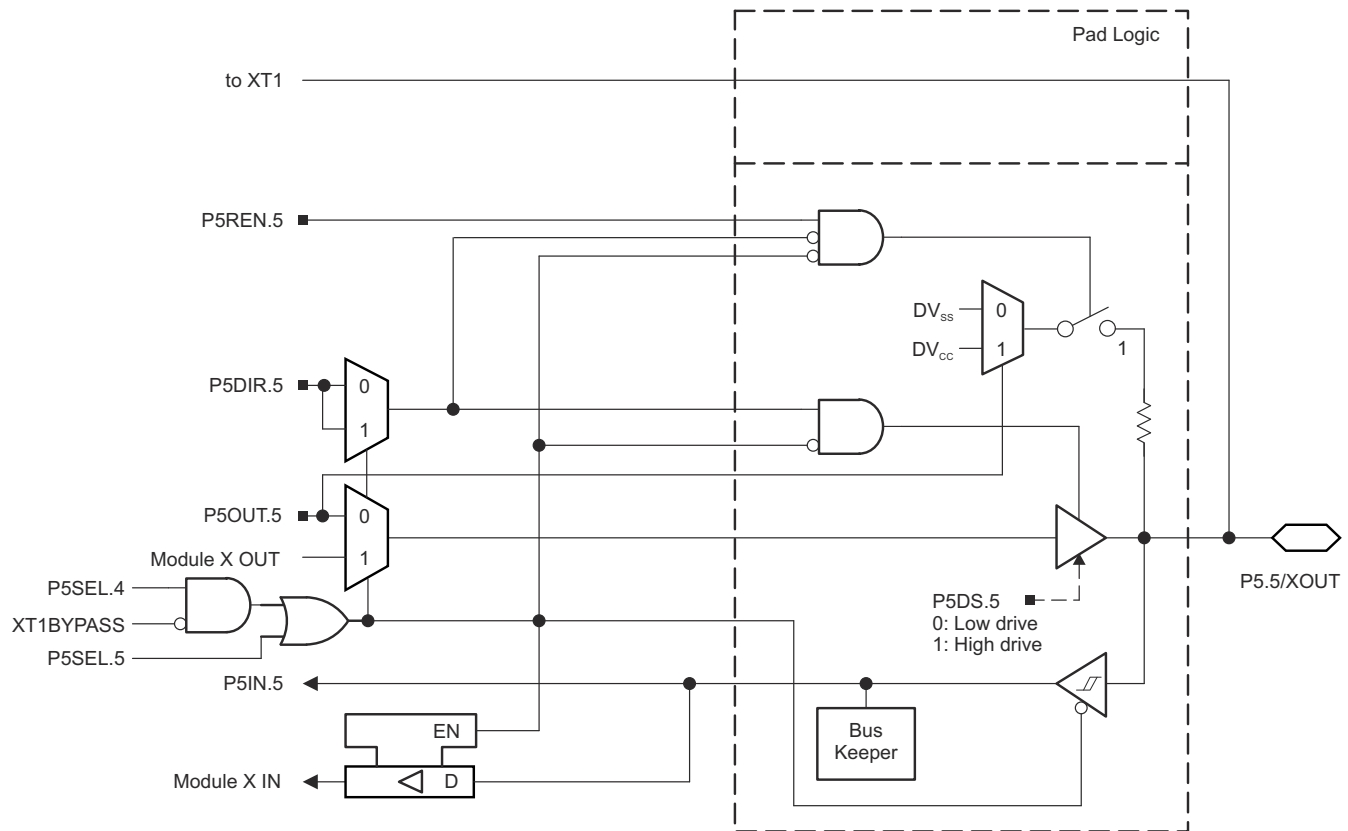 Pad Logic
to XT1
P5REN.5
DVSS
0
DVCC
1
1
P5DIR.5
0
1
P5OUT.5
0
Module X OUT
1
P5SEL.4
XT1BYPASS
P5SEL.5
P5.5/XOUT
P5DS.5
0: Low drive
1: High drive
P5IN.5
EN
Bus
Keeper
Module X IN
D